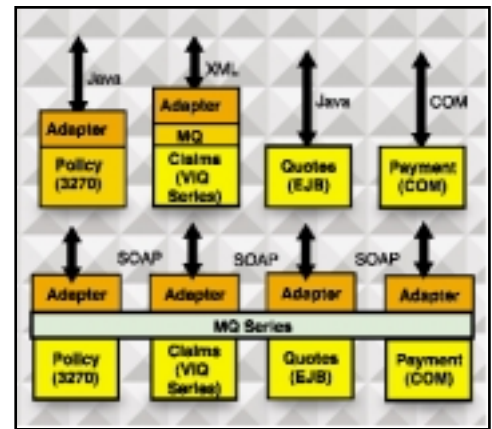 Java
XML
Java
COM
Adapter
Adapter
MQ
Policy
(3270)
Claims
(VIQ
Series)
Quotes
(EJB)
Payment
(COM)
SOAP
SOAP
SOAP
Adapter
Adapter
Adapter
Adapter
MQ Series
Policy
(3270)
Claims
(VIQ
Series)
Quotes
(EJB)
Payment
(COM)